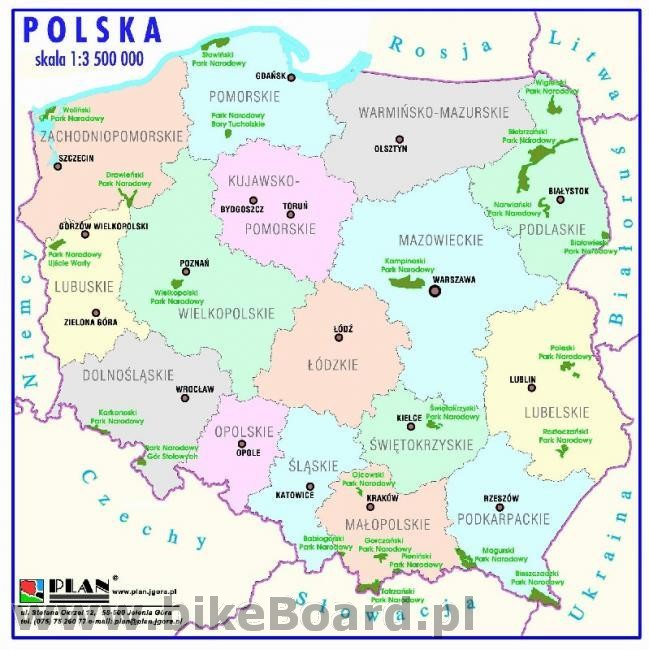 POLSKA
skala 1:3 500 000
Rosja
Litwa
Białoruś
Ukraina
Słowacja
Czechy
Niemcy
Słowiński
Park Narodowy
GDAŃSK
POMORSKIE
Woliński
Park Narodowy
ZACHODNIOPOMORSKIE
SZCZECIN
Park Narodowy
Bory Tucholskie
WARMIŃSKO-MAZURSKIE
OLSZTYN
Wigierski
Park Narodowy
Biebrzański
Park Narodowy
Drawieński
Park Narodowy
KUJAWSKO-
POMORSKIE
BYDGOSZCZ
TORUŃ
BIAŁYSTOK
Narwiański
Park Narodowy
PODLASKIE
Białowieski
Park Narodowy
GORZÓW WIELKOPOLSKI
Park Narodowy
Ujście Warty
MAZOWIECKIE
Kampinoski
Park Narodowy
WARSZAWA
POZNAŃ
Wielkopolski
Park Narodowy
WIELKOPOLSKIE
LUBUSKIE
ZIELONA GÓRA
ŁÓDŹ
ŁÓDZKIE
DOLNOŚLĄSKIE
WROCŁAW
Poleski
Park Narodowy
LUBLIN
LUBELSKIE
Karkonoski
Park Narodowy
Park Narodowy
Gór Stołowych
OPOLSKIE
OPOLE
KIELCE
Świętokrzyski
Park Narodowy
ŚWIĘTOKRZYSKIE
Roztoczański
Park Narodowy
ŚLĄSKIE
KATOWICE
Ojcowski
Park Narodowy
KRAKÓW
MAŁOPOLSKIE
RZESZÓW
PODKARPACKIE
Babiogórski
Park Narodowy
Gorczański
Park Narodowy
Pieniński
Park Narodowy
Magurski
Park Narodowy
Tatrzański
Park Narodowy
Bieszczadzki
Park Narodowy
PLAN ® www.plan.jgora.pl
ul. Stefana Okrzei 12, 58-500 Jelenia Góra
e-mail: plan@plan.jgora.pl
www.bikeBoard.pl